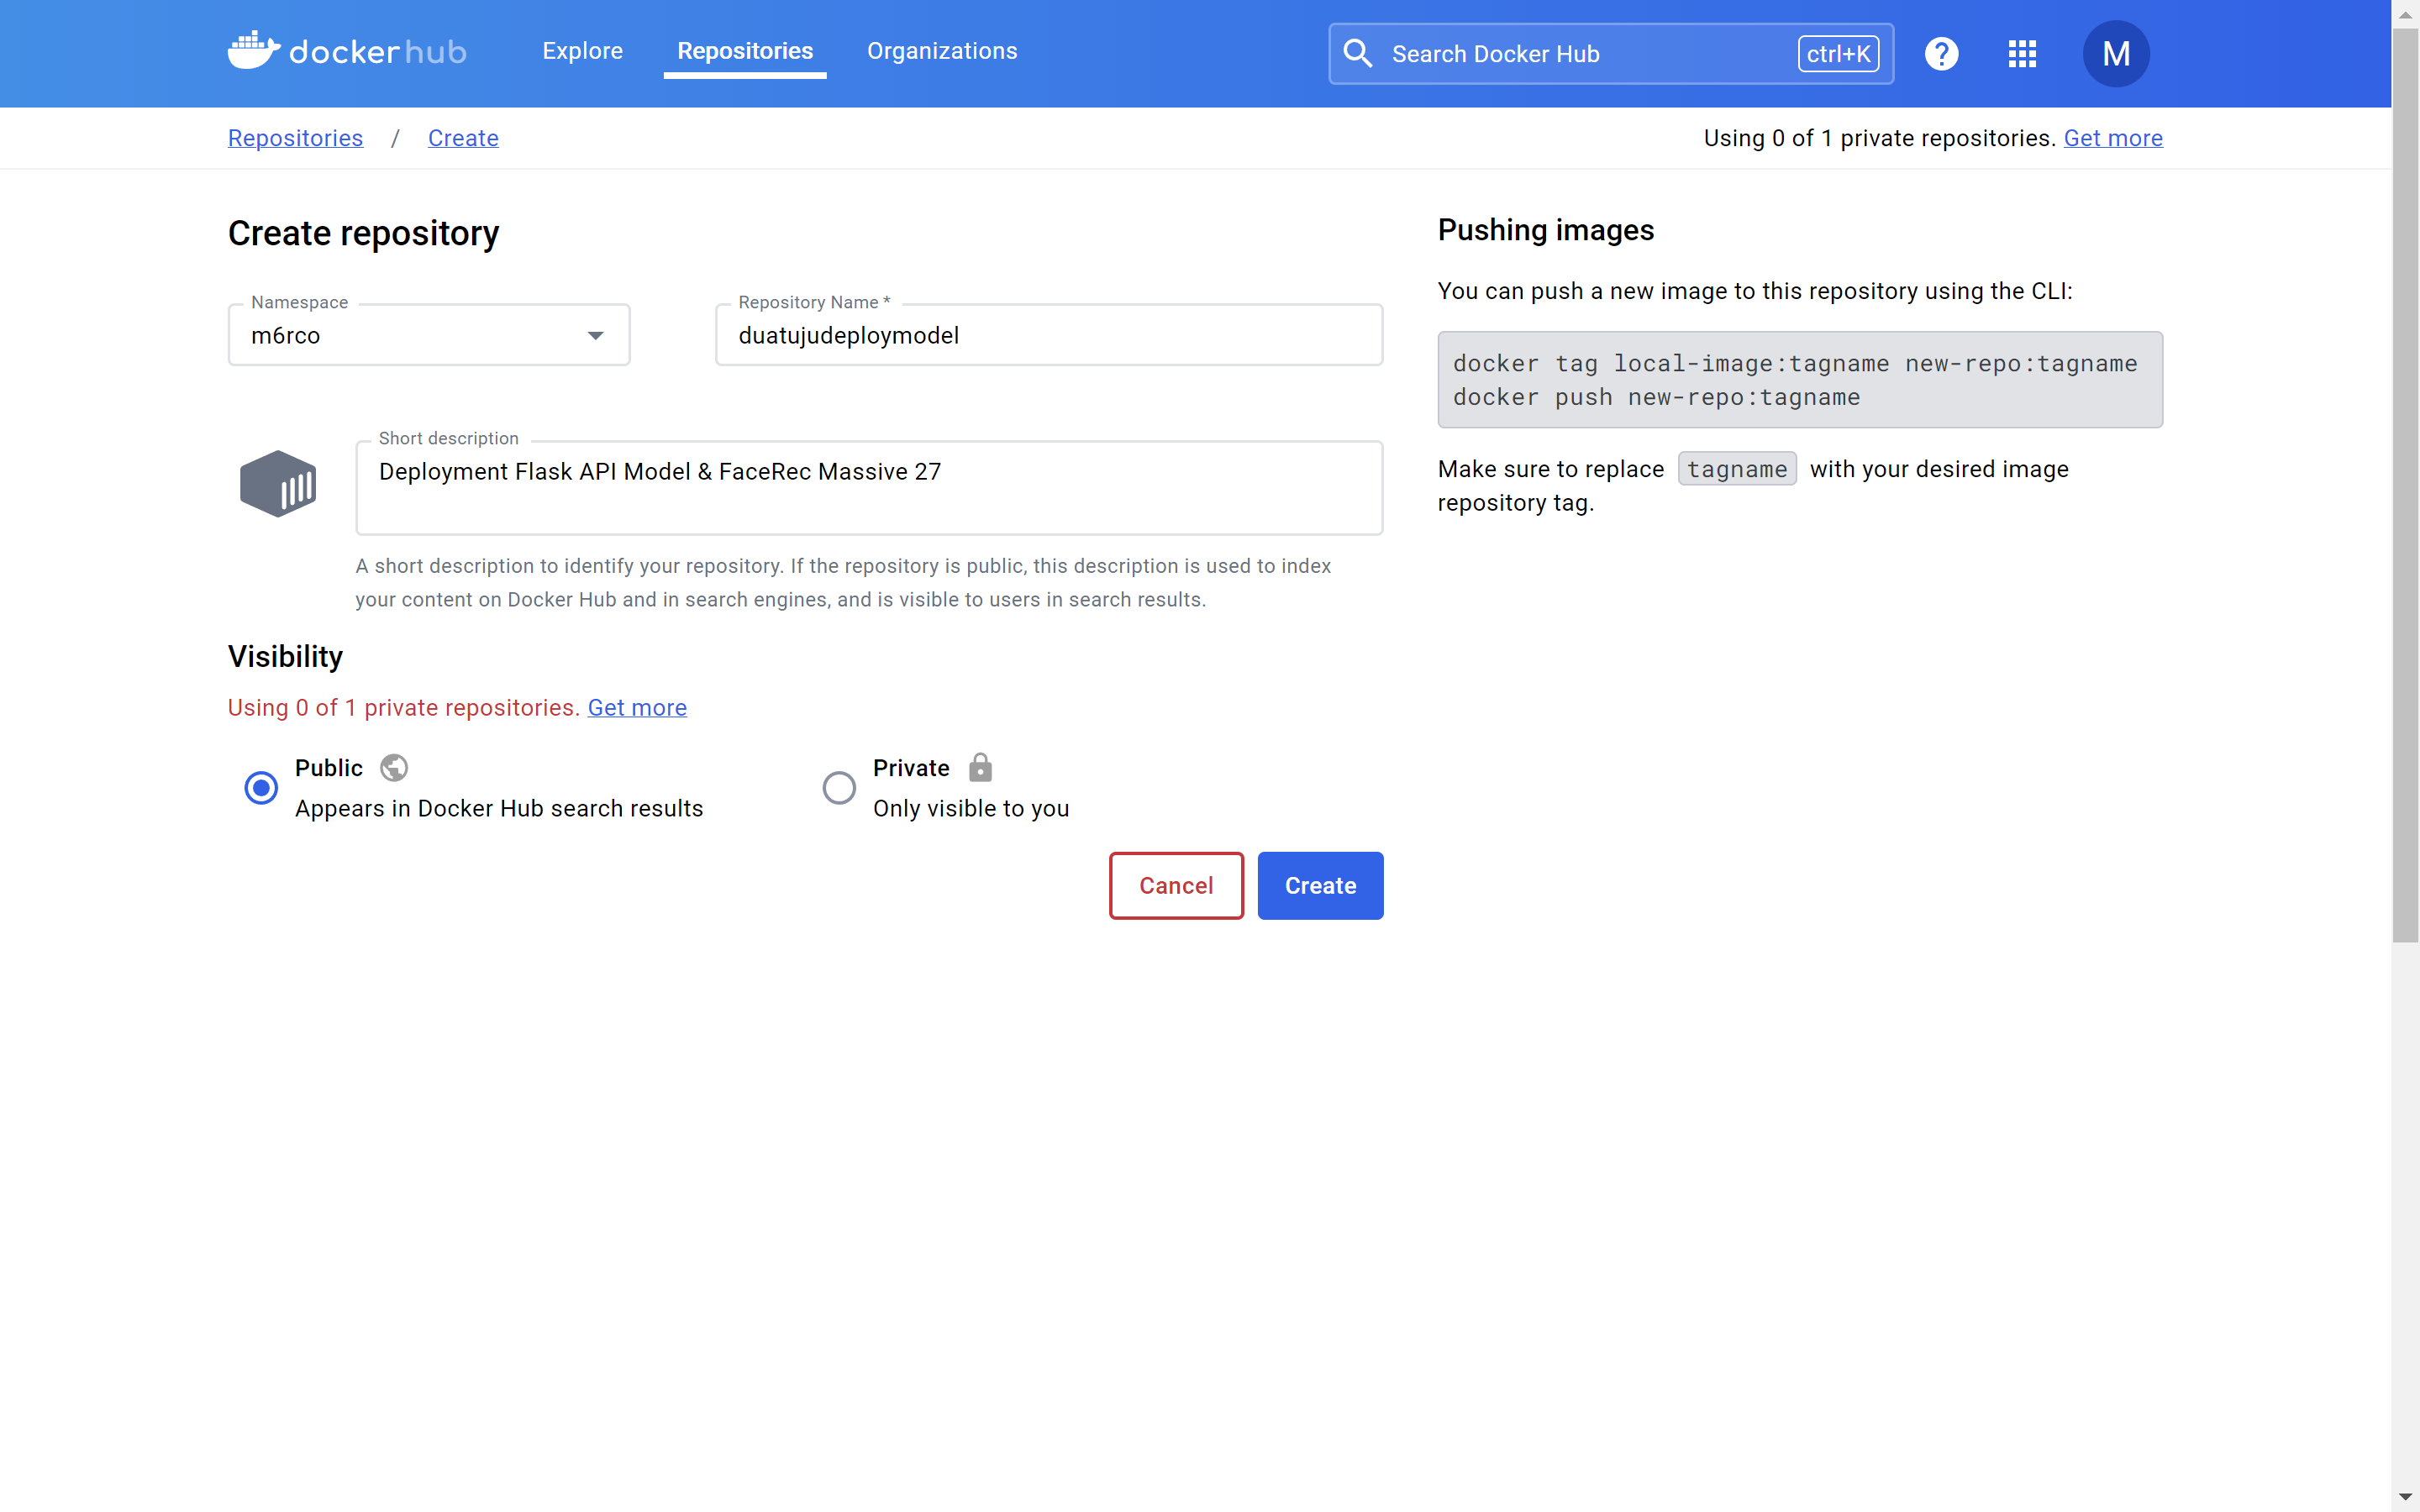 dockerhub Explore Repositories Organizations Search Docker Hub ctrl+K ? M
Repositories / Create Using 0 of 1 private repositories. Get more
Create repository
Namespace
m6rco
Repository Name *
duatujudeploymodel
Short description
Deployment Flask API Model & FaceRec Massive 27
A short description to identify your repository. If the repository is public, this description is used to index
your content on Docker Hub and in search engines, and is visible to users in search results.
Visibility
Using 0 of 1 private repositories. Get more
Public
Appears in Docker Hub search results
Private
Only visible to you
Cancel Create
Pushing images
You can push a new image to this repository using the CLI:
docker tag local-image:tagname new-repo:tagname
docker push new-repo:tagname
Make sure to replace tagname with your desired image
repository tag.